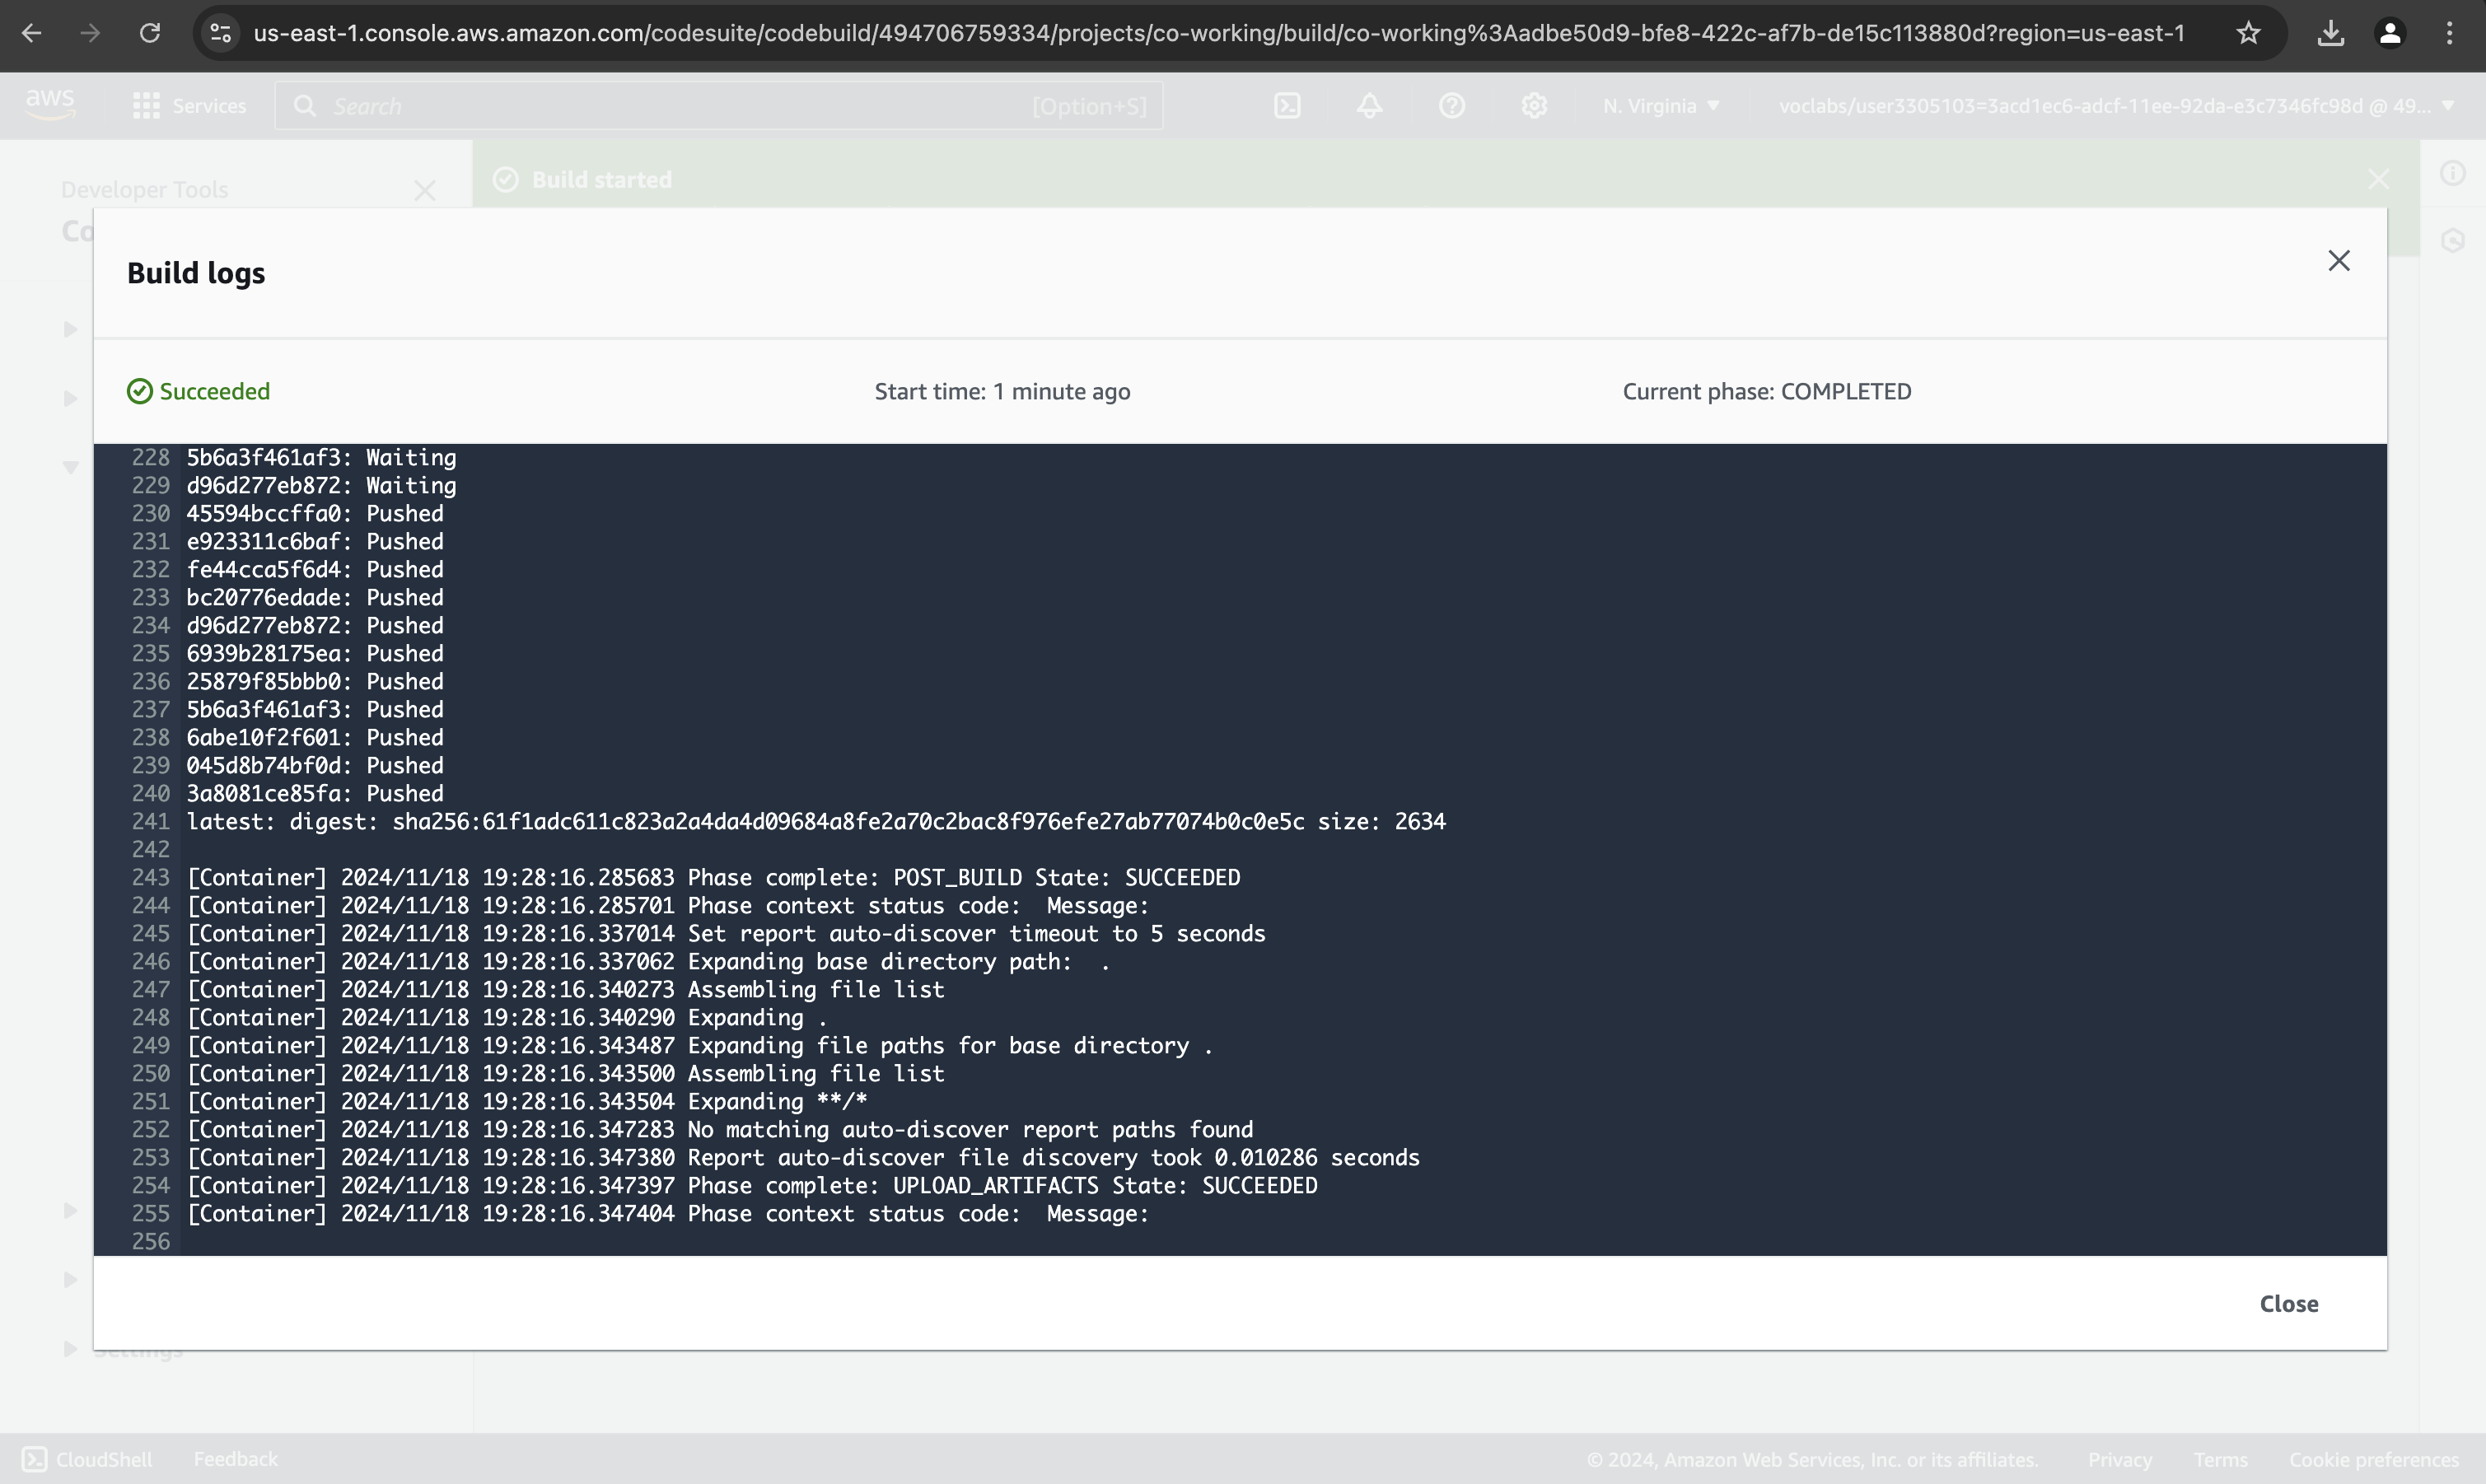 us-east-1.console.aws.amazon.com/codesuite/codebuild/494706759334/projects/co-working/build/co-working%3Aadbe50d9-bfe8-422c-af7b-de15c113880d?region=us-east-1
aws Services Search [Option+S] N. Virginia voclabs/user3305103=3acd1ec6-adcf-11ee-92da-e3c7346fc98d @ 49...
Developer Tools
Build started
Co
Build logs
Succeeded Start time: 1 minute ago Current phase: COMPLETED
228 5b6a3f461af3: Waiting
229 d96d277eb872: Waiting
230 45594bccffa0: Pushed
231 e923311c6baf: Pushed
232 fe44cca5f6d4: Pushed
233 bc20776edade: Pushed
234 d96d277eb872: Pushed
235 6939b28175ea: Pushed
236 25879f85bbb0: Pushed
237 5b6a3f461af3: Pushed
238 6abe10f2f601: Pushed
239 045d8b74bf0d: Pushed
240 3a8081ce85fa: Pushed
241 latest: digest: sha256:61f1adc611c823a2a4da4d09684a8fe2a70c2bac8f976efe27ab77074b0c0e5c size: 2634
242
243 [Container] 2024/11/18 19:28:16.285683 Phase complete: POST_BUILD State: SUCCEEDED
244 [Container] 2024/11/18 19:28:16.285701 Phase context status code:  Message:
245 [Container] 2024/11/18 19:28:16.337014 Set report auto-discover timeout to 5 seconds
246 [Container] 2024/11/18 19:28:16.337062 Expanding base directory path:  .
247 [Container] 2024/11/18 19:28:16.340273 Assembling file list
248 [Container] 2024/11/18 19:28:16.340290 Expanding .
249 [Container] 2024/11/18 19:28:16.343487 Expanding file paths for base directory .
250 [Container] 2024/11/18 19:28:16.343500 Assembling file list
251 [Container] 2024/11/18 19:28:16.343504 Expanding **/*
252 [Container] 2024/11/18 19:28:16.347283 No matching auto-discover report paths found
253 [Container] 2024/11/18 19:28:16.347380 Report auto-discover file discovery took 0.010286 seconds
254 [Container] 2024/11/18 19:28:16.347397 Phase complete: UPLOAD_ARTIFACTS State: SUCCEEDED
255 [Container] 2024/11/18 19:28:16.347404 Phase context status code:  Message:
256
Close
Settings
CloudShell Feedback © 2024, Amazon Web Services, Inc. or its affiliates. Privacy Terms Cookie preferences